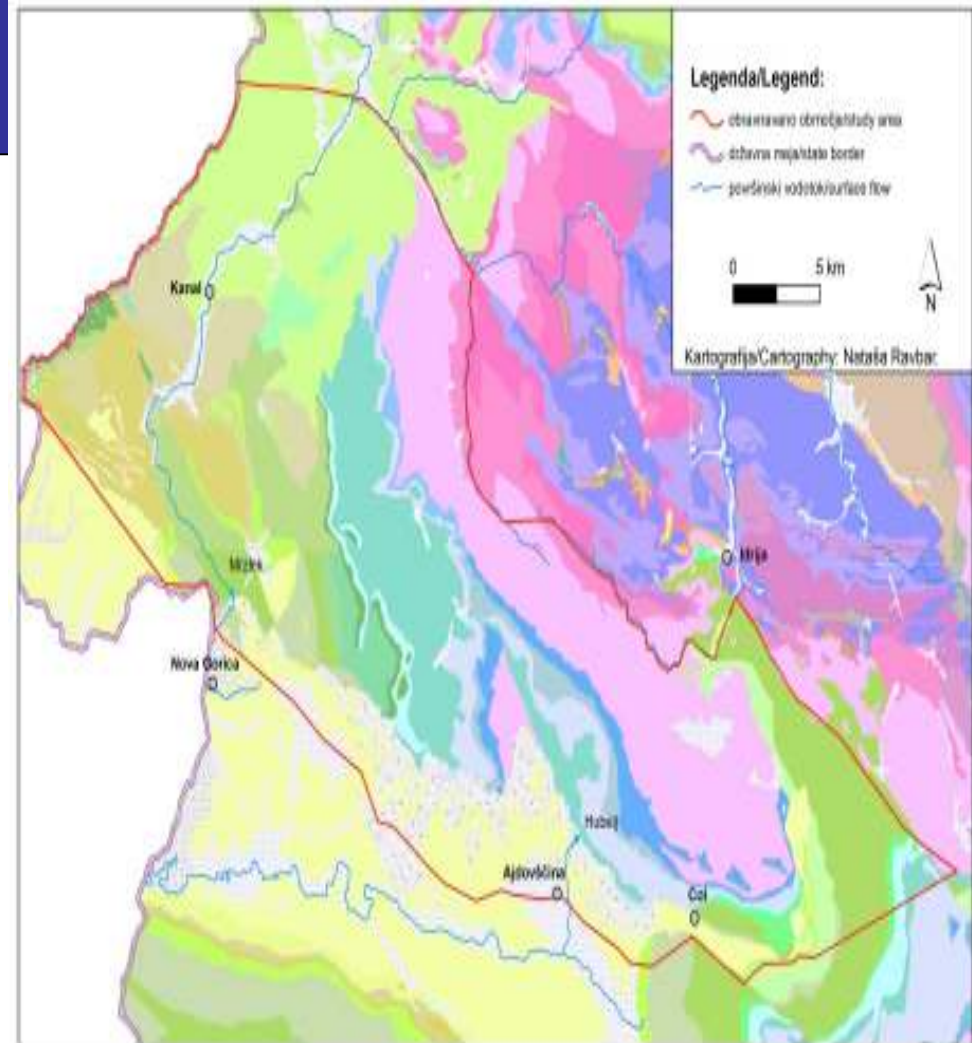 Legenda/Legend:
obravnavano območje/study area
državna meja/state border
površinski vodotok/surface flow
0 5 km
N
Kartografija/Cartography: Nataša Ravbar
Kanal
Idrija
Mrzlek
Nova Gorica
Hubelj
Ajdovščina
Col